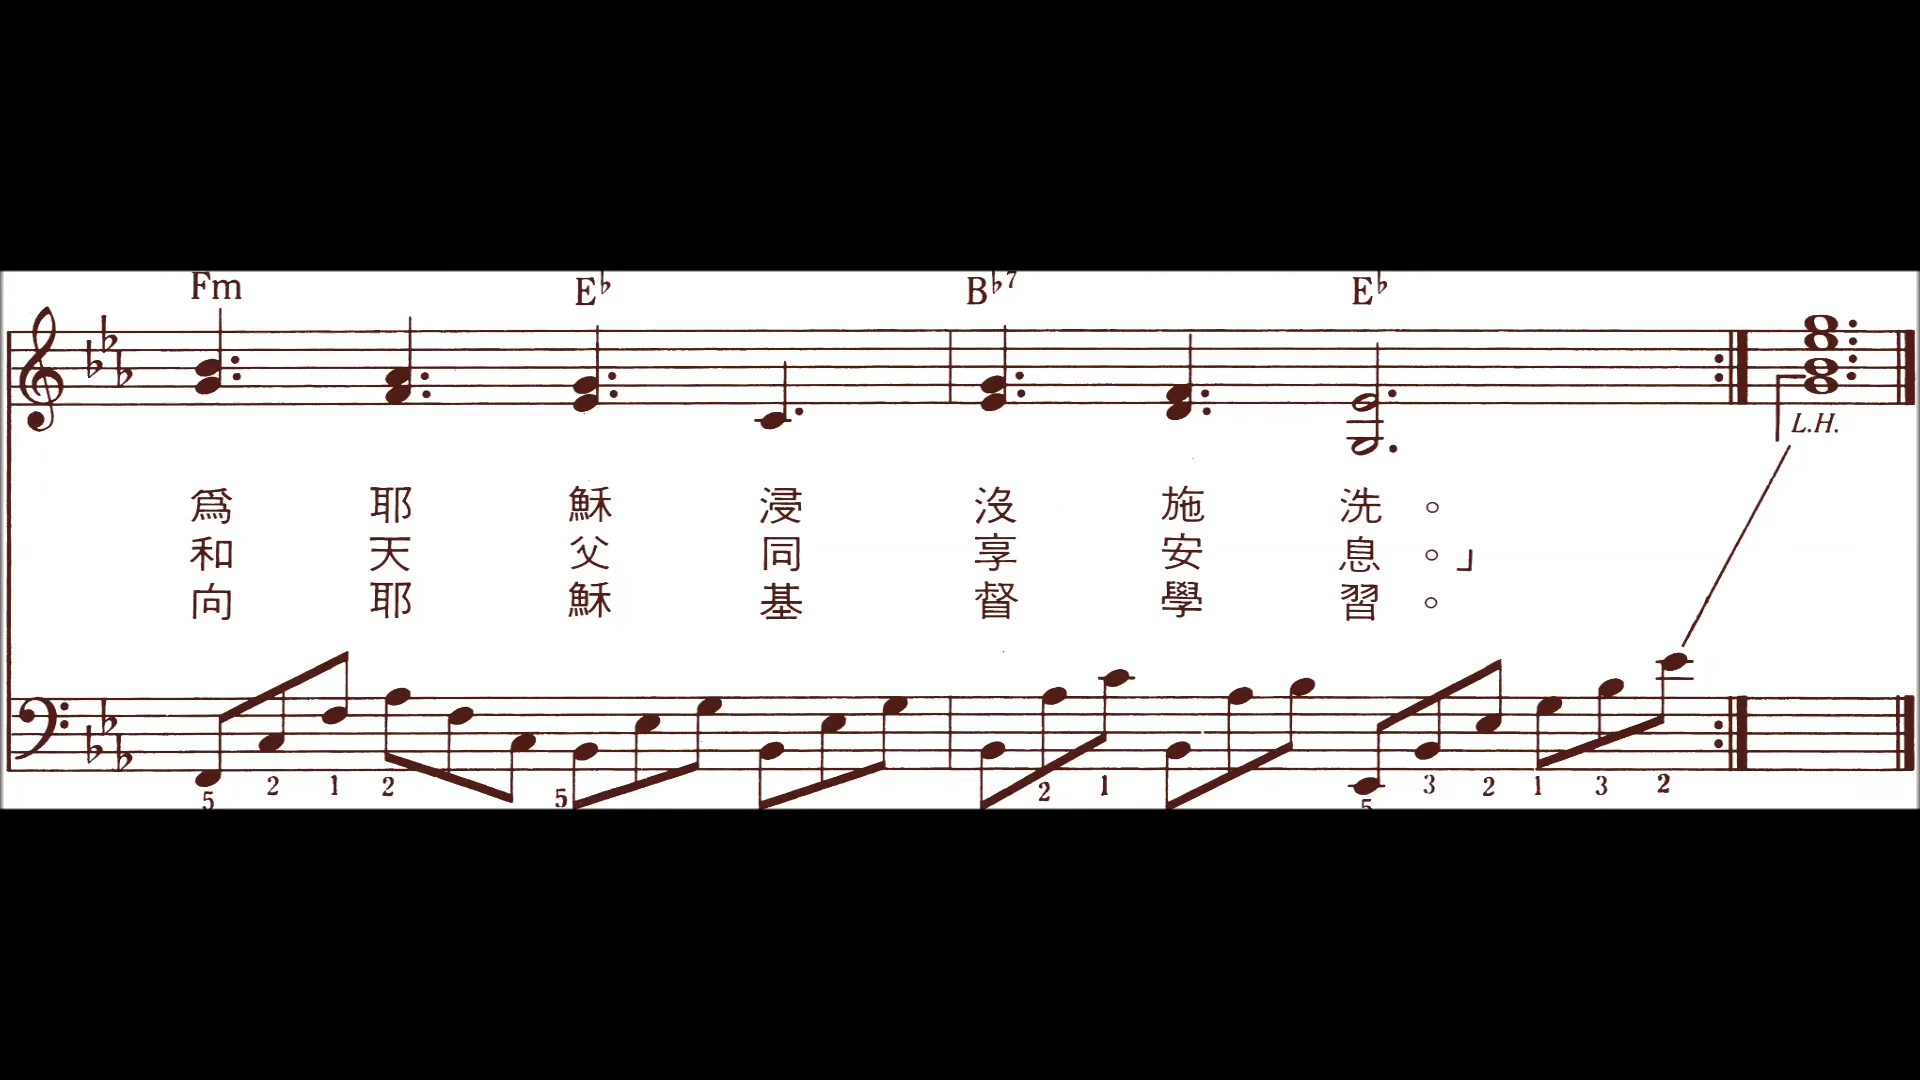 Fm E♭ B♭7 E♭
L.H.
爲耶穌浸沒施洗。
和天父同享安息。」
向耶穌基督學習。
5 2 1 2 5 2 1 5 3 2 1 3 2